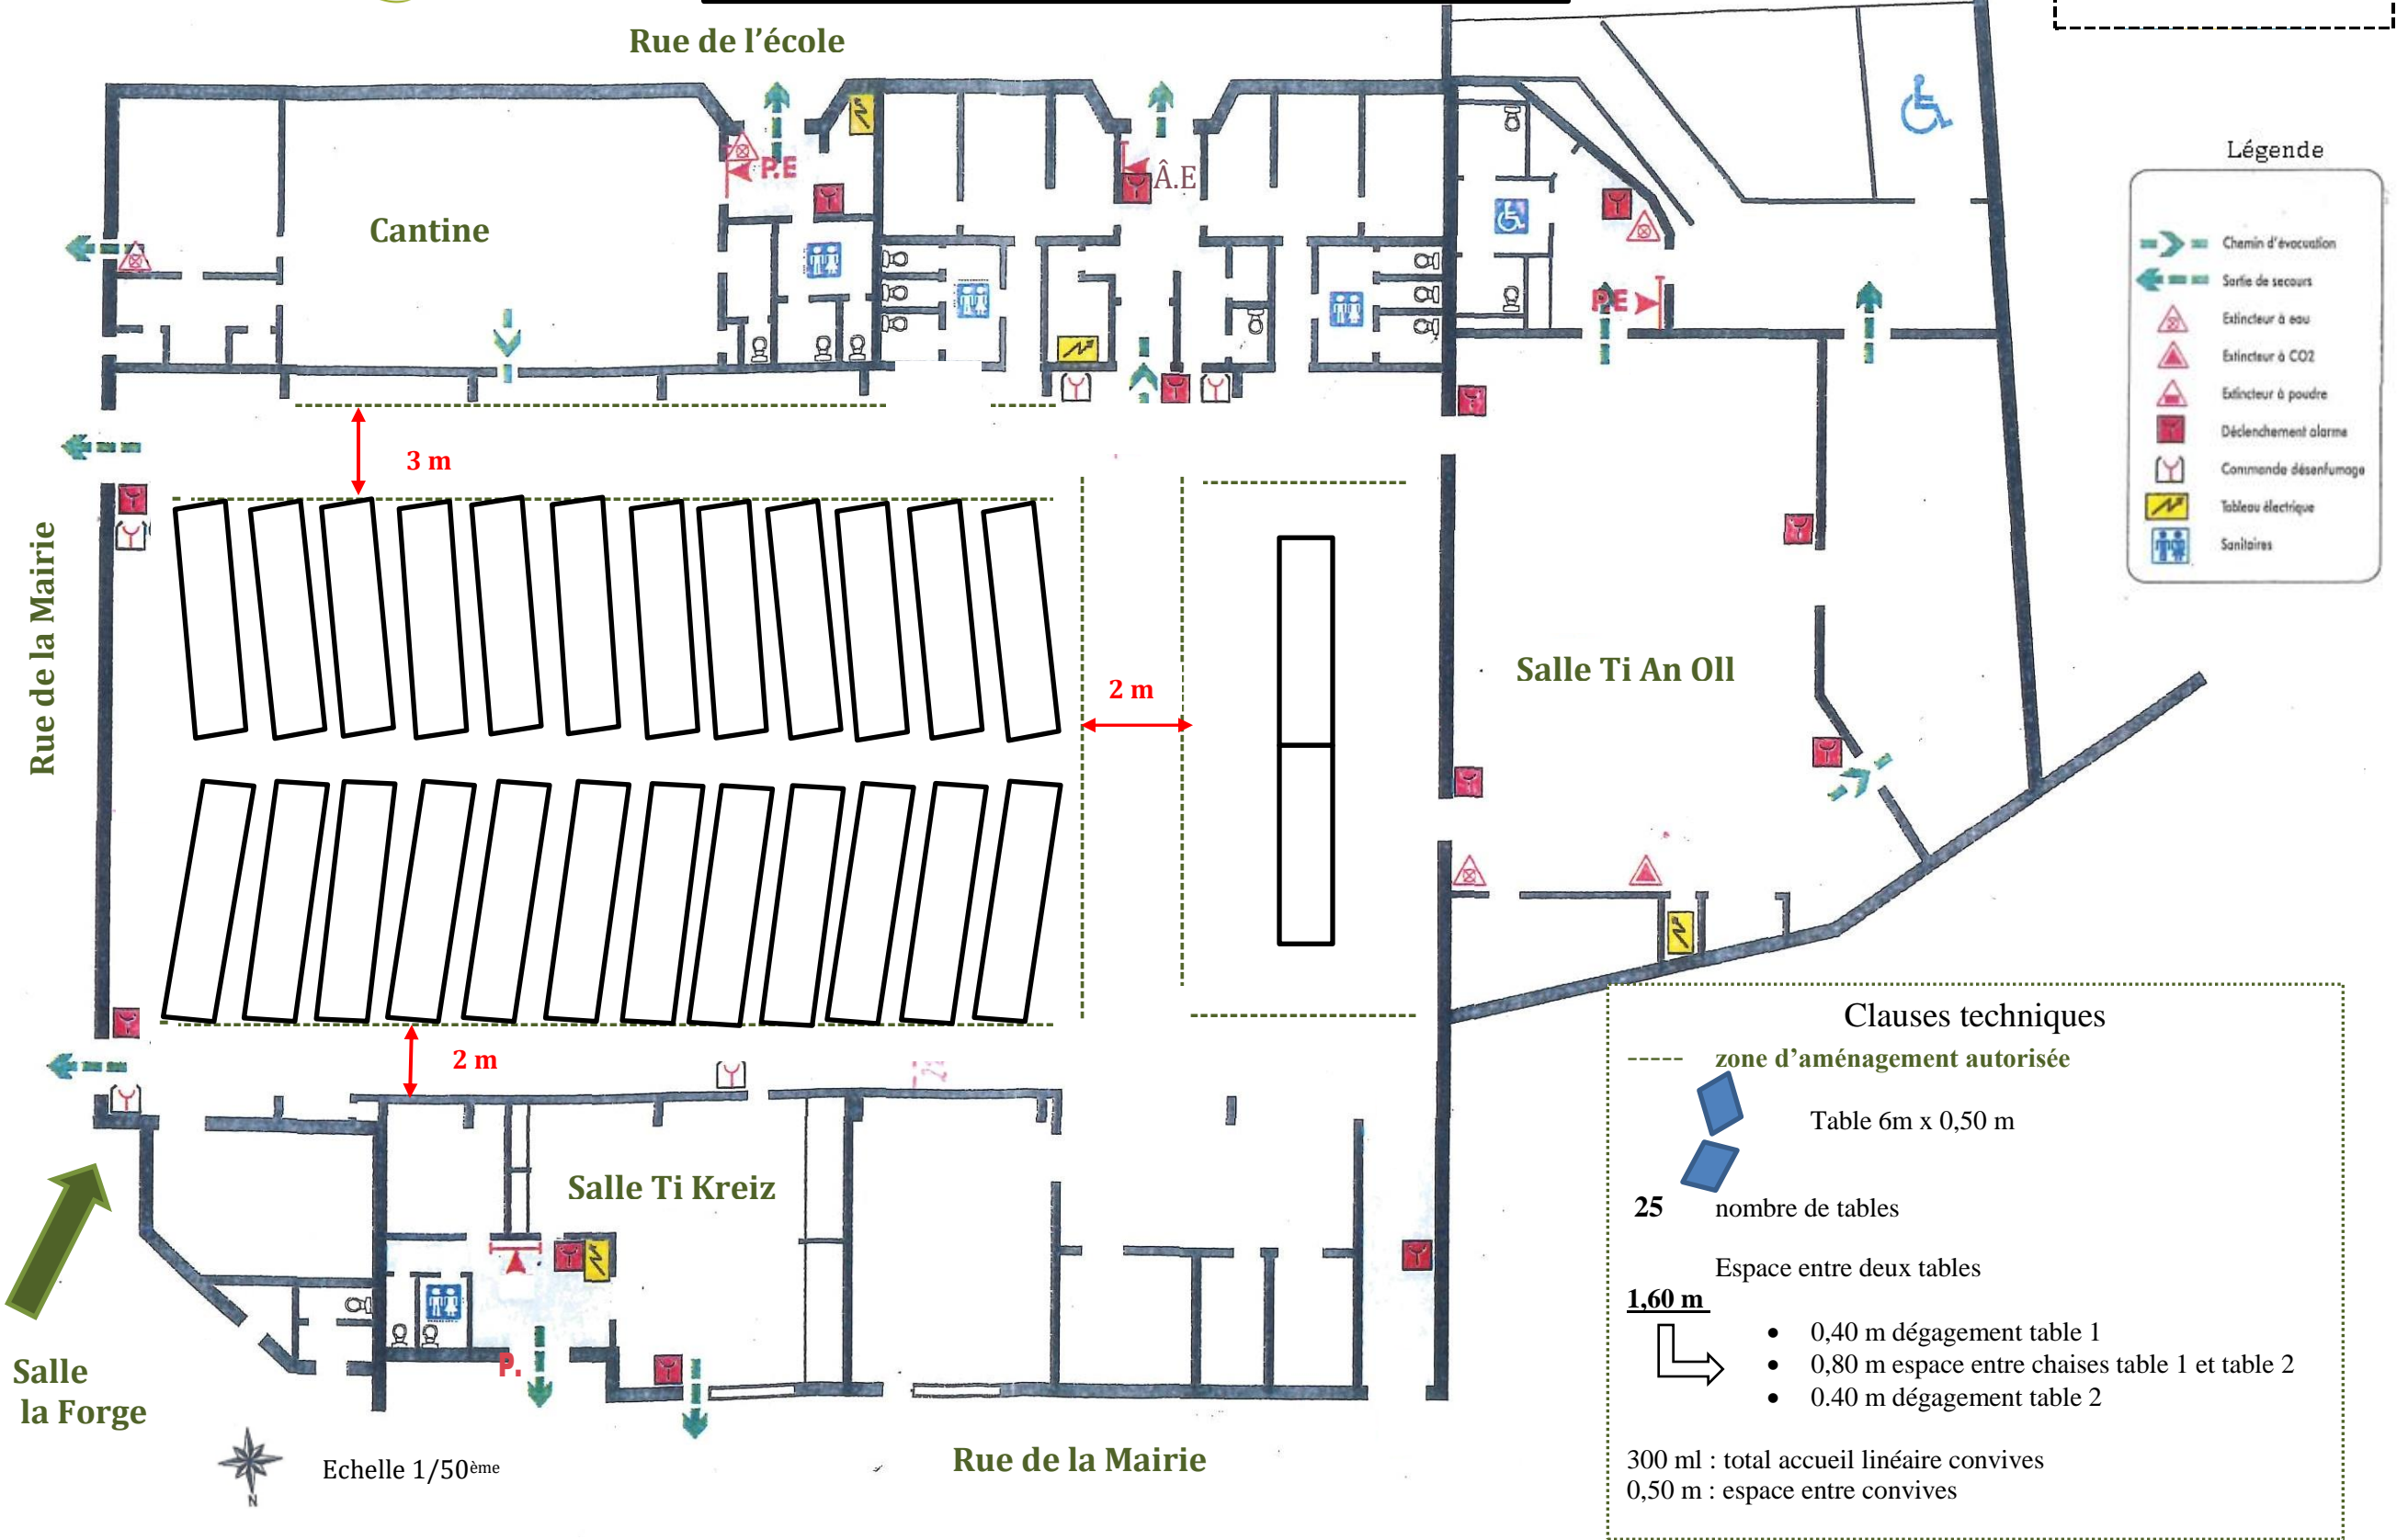 Rue de l'école
Cantine
P.E
Â.E
PE
Légende
Chemin d'évacuation
Sortie de secours
Extincteur à eau
Extincteur à CO2
Extincteur à poudre
Déclenchement alarme
Commande désenfumage
Tableau électrique
Sanitaires
Rue de la Mairie
3 m
2 m
Salle Ti An Oll
2 m
Salle Ti Kreiz
P.
Salle
la Forge
N
Echelle 1/50ème
Rue de la Mairie
Clauses techniques
----- zone d'aménagement autorisée
Table 6m x 0,50 m
25 nombre de tables
Espace entre deux tables
1,60 m
• 0,40 m dégagement table 1
• 0,80 m espace entre chaises table 1 et table 2
• 0.40 m dégagement table 2
300 ml : total accueil linéaire convives
0,50 m : espace entre convives